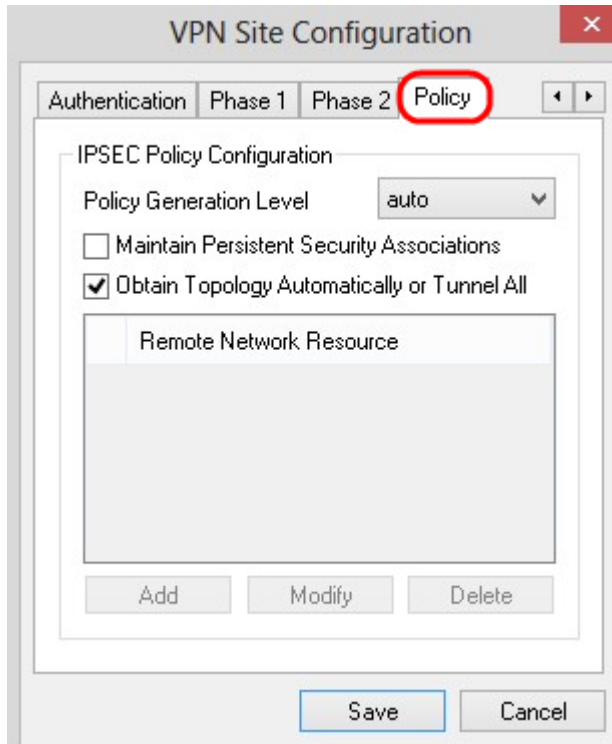 VPN Site Configuration
Authentication Phase 1 Phase 2 Policy
IPSEC Policy Configuration
Policy Generation Level auto
Maintain Persistent Security Associations
Obtain Topology Automatically or Tunnel All
Remote Network Resource
Add Modify Delete
Save Cancel